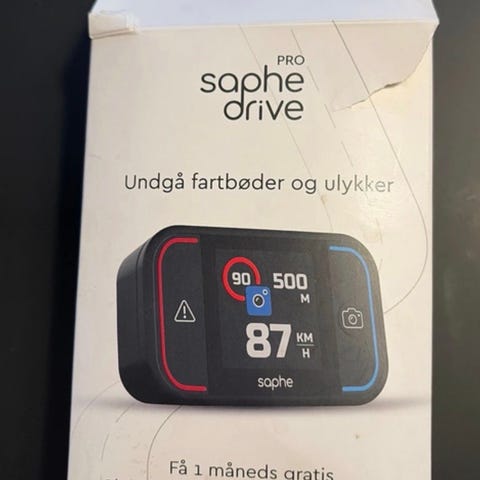 PRO
saphe
drive
Undgå fartbøder og ulykker
90 500
M
87 KM
H
saphe
Få 1 måneds gratis